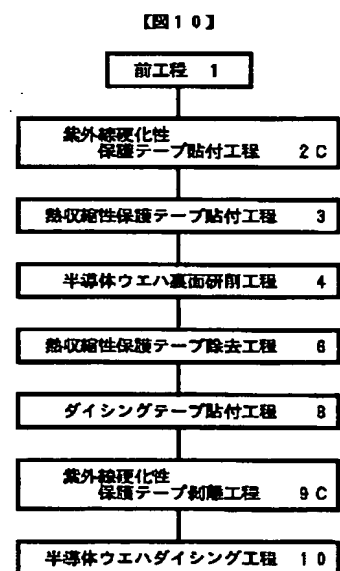 【図10】
前工程 1
紫外線硬化性
保護テープ貼付工程 2C
熱収縮性保護テープ貼付工程 3
半導体ウエハ裏面研削工程 4
熱収縮性保護テープ除去工程 6
ダイシングテープ貼付工程 8
紫外線硬化性
保護テープ剥離工程 9C
半導体ウエハダイシング工程 10